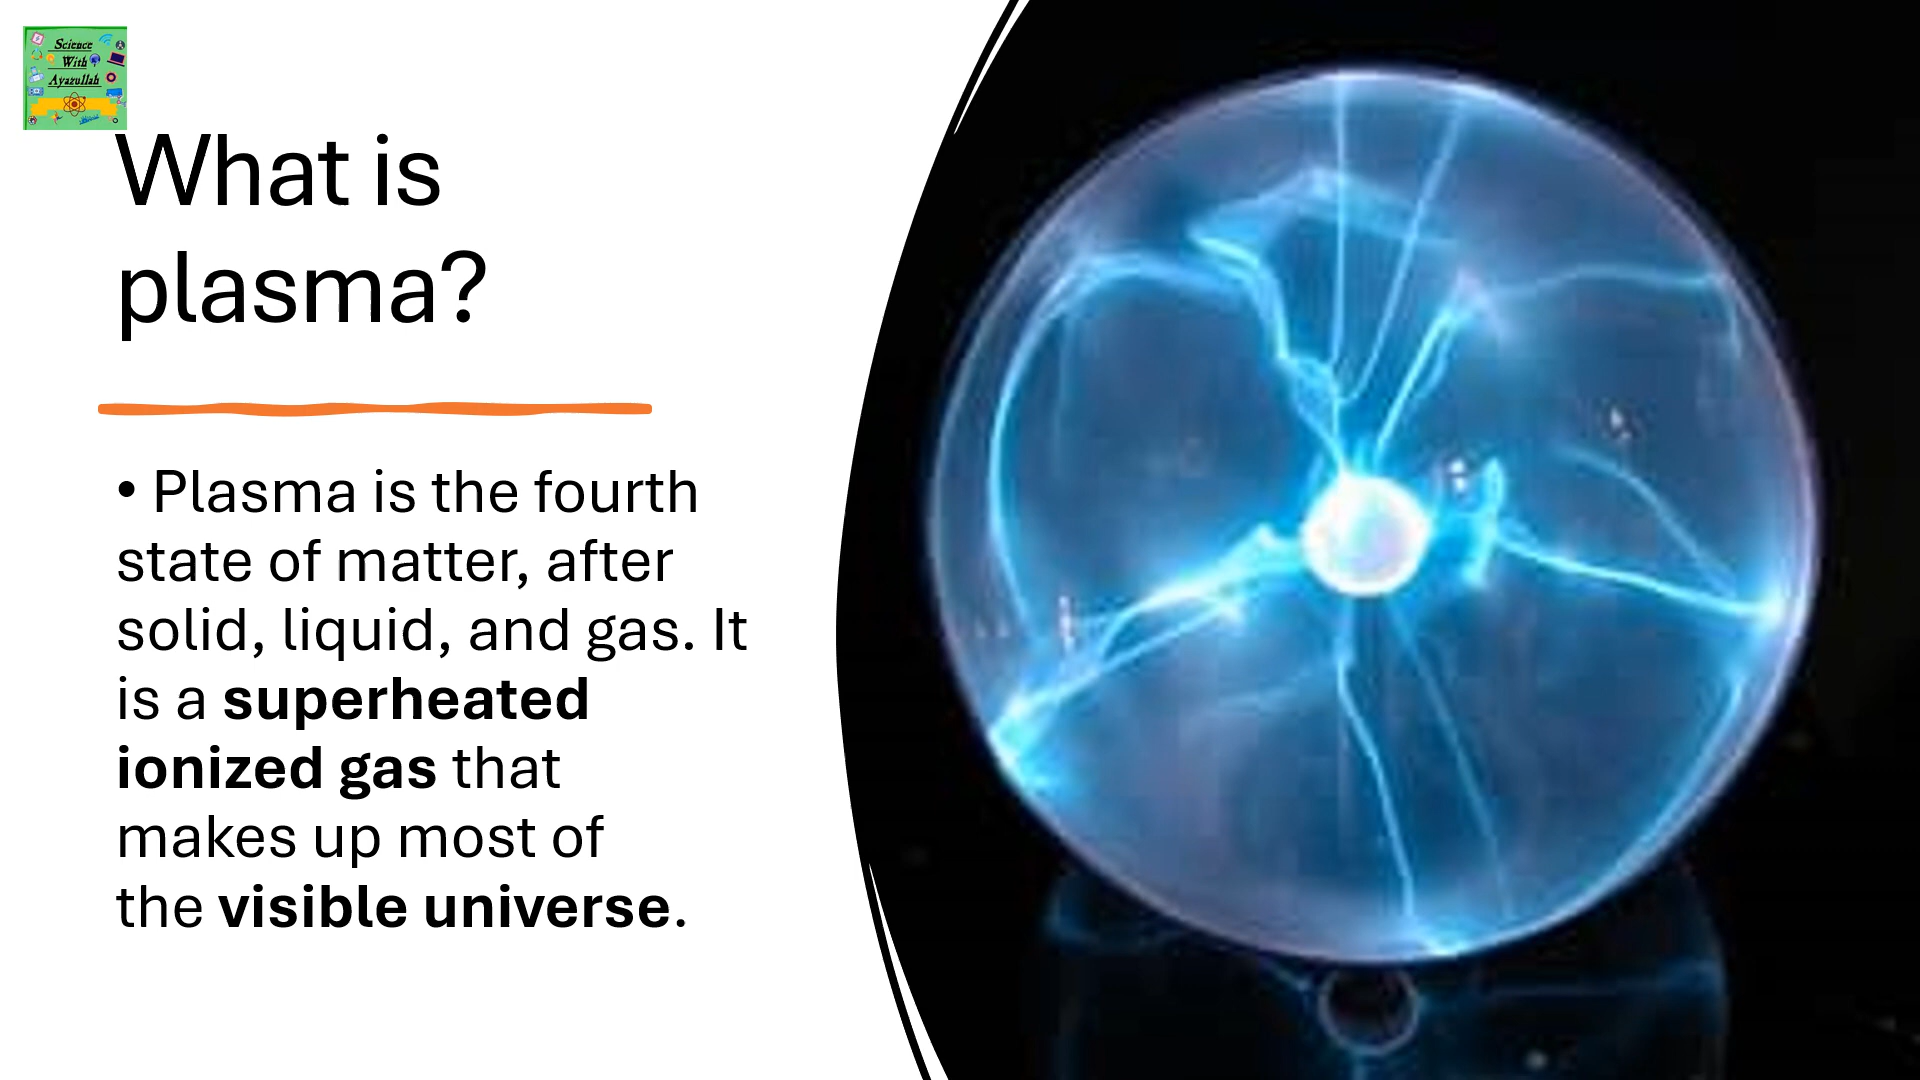 Science
With
Ayazullah
What is
plasma?
• Plasma is the fourth
state of matter, after
solid, liquid, and gas. It
is a superheated
ionized gas that
makes up most of
the visible universe.